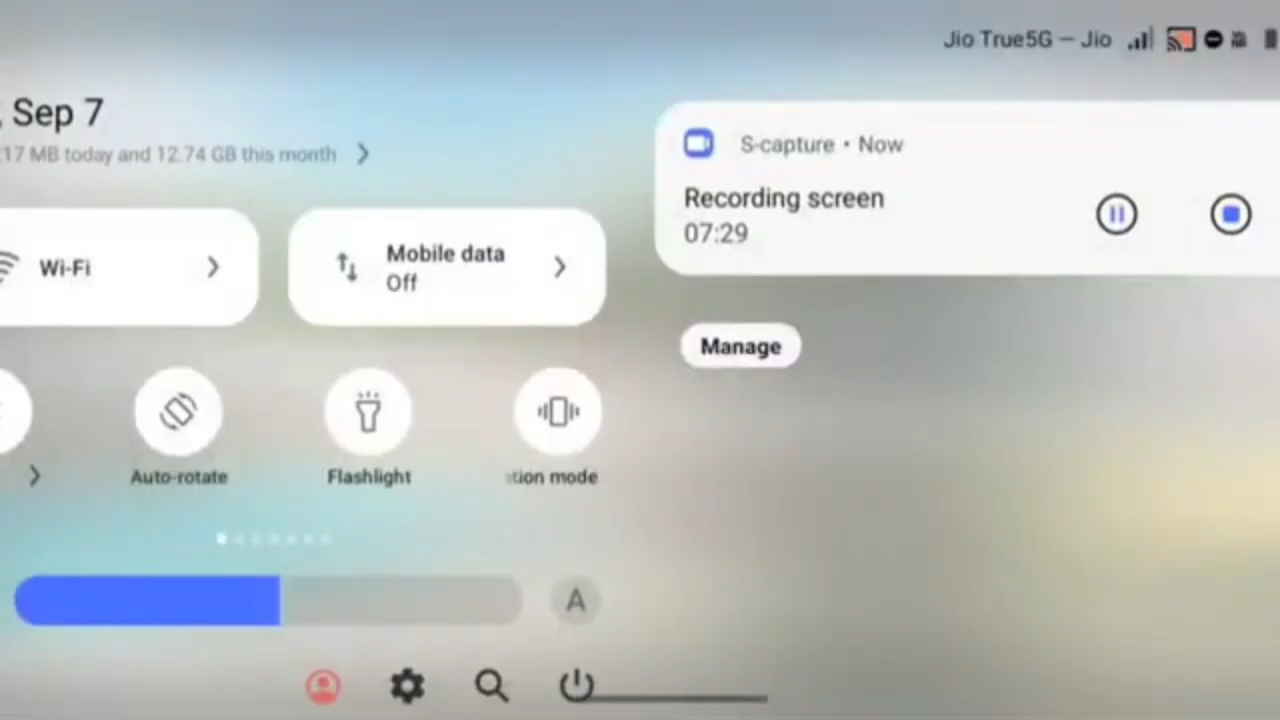 Jio True5G — Jio
, Sep 7
17 MB today and 12.74 GB this month
Wi-Fi
Mobile data
Off
S-capture • Now
Recording screen
07:29
Manage
Auto-rotate
Flashlight
tion mode
A